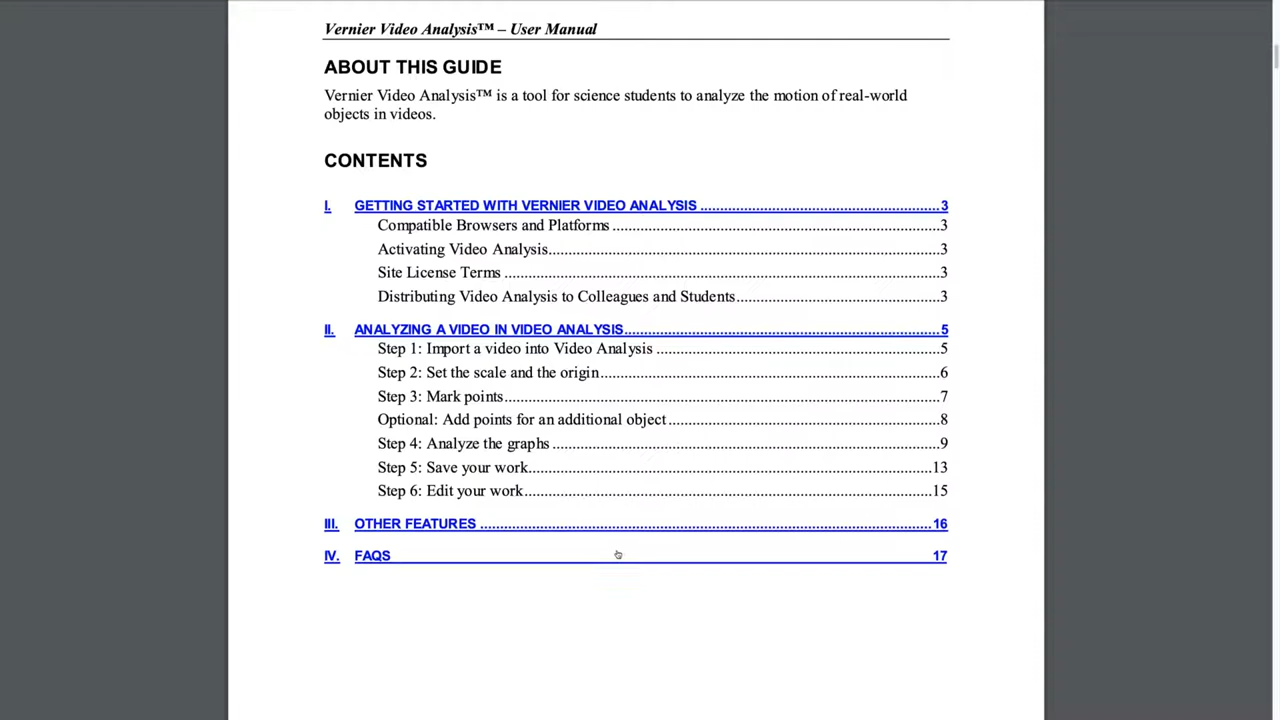 Vernier Video Analysis™ – User Manual
ABOUT THIS GUIDE
Vernier Video Analysis™ is a tool for science students to analyze the motion of real-world
objects in videos.
CONTENTS
I. GETTING STARTED WITH VERNIER VIDEO ANALYSIS ........................................................ 3
Compatible Browsers and Platforms ........................................................ 3
Activating Video Analysis........................................................ 3
Site License Terms ........................................................ 3
Distributing Video Analysis to Colleagues and Students........................................................ 3
II. ANALYZING A VIDEO IN VIDEO ANALYSIS........................................................ 5
Step 1: Import a video into Video Analysis ........................................................ 5
Step 2: Set the scale and the origin........................................................ 6
Step 3: Mark points........................................................ 7
Optional: Add points for an additional object........................................................ 8
Step 4: Analyze the graphs ........................................................ 9
Step 5: Save your work........................................................ 13
Step 6: Edit your work........................................................ 15
III. OTHER FEATURES ........................................................ 16
IV. FAQS 17